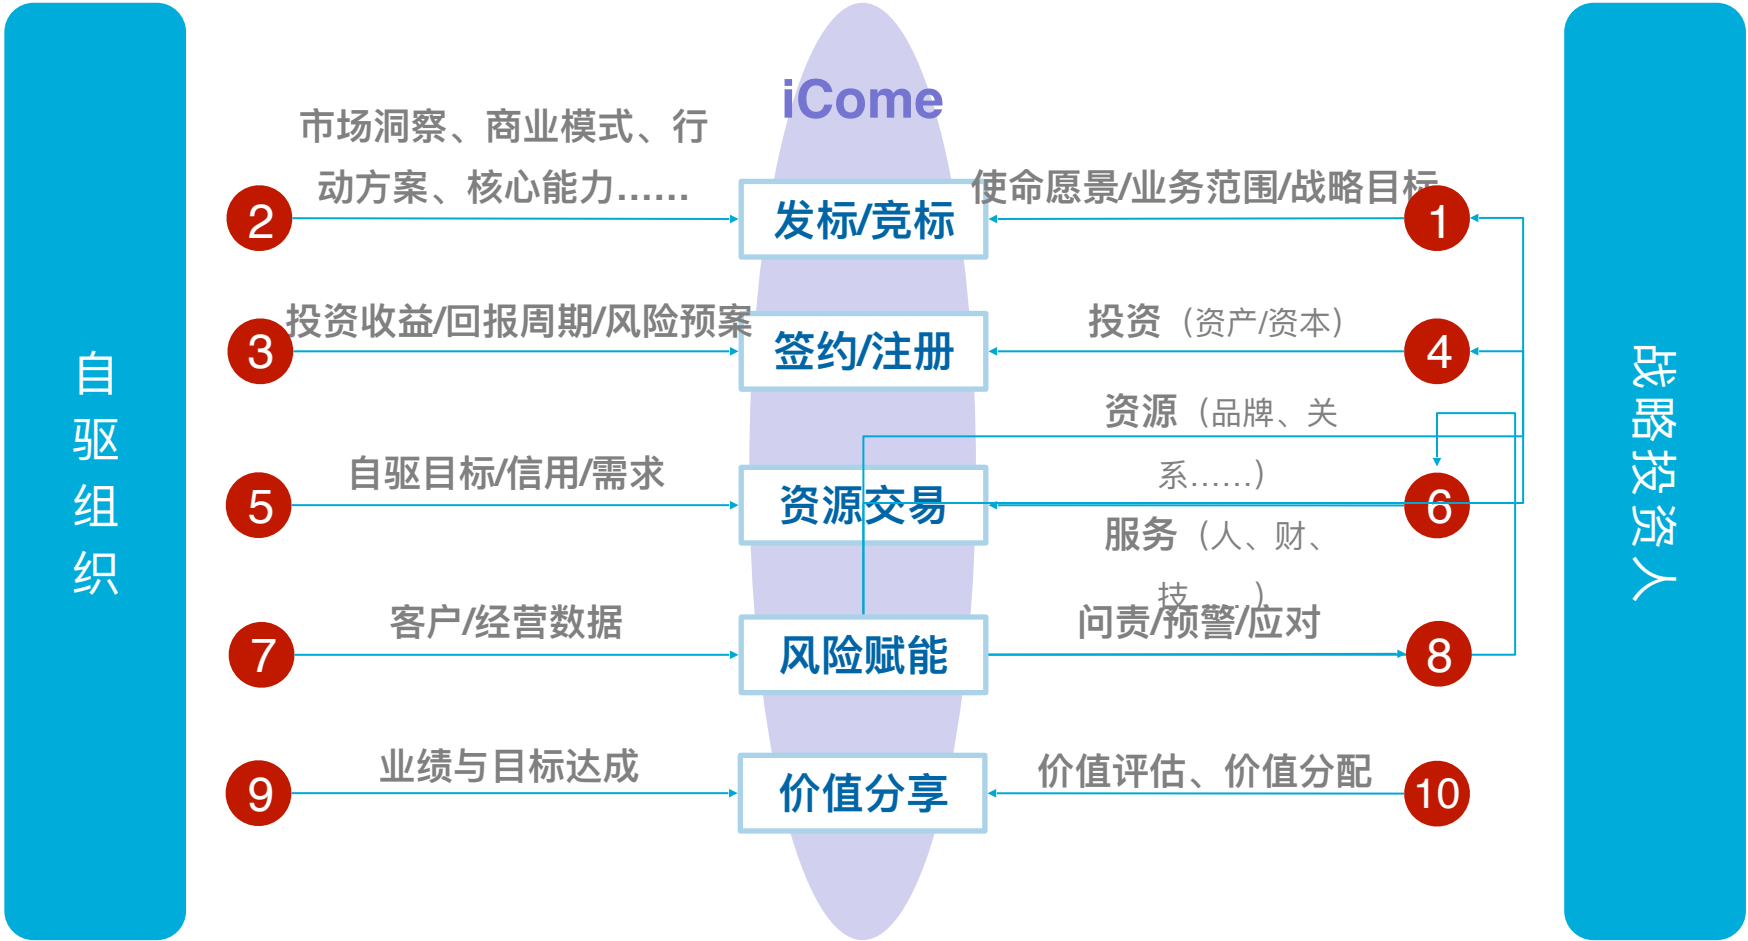 iCome
市场洞察、商业模式、行
动方案、核心能力……
2
发标/竞标
使命愿景/业务范围/战略目标
1
投资收益/回报周期/风险预案
3
签约/注册
投资（资产/资本）
4
自驱组织
战略投资人
资源（品牌、关
系……）
自驱目标/信用/需求
5
资源交易
6
服务（人、财、
技……）
客户/经营数据
7
风险赋能
问责/预警/应对
8
业绩与目标达成
9
价值分享
价值评估、价值分配
10